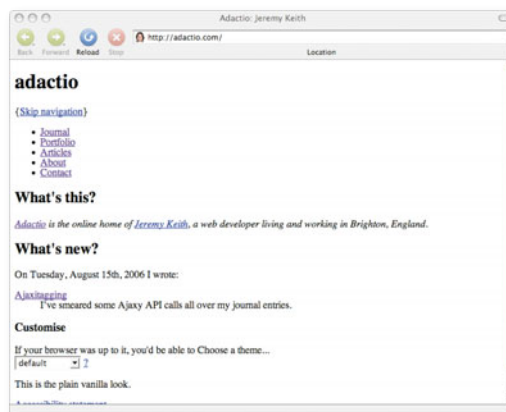 Adactio: Jeremy Keith
http://adactio.com/
Back Forward Reload Stop Location
adactio
{Skip navigation}
Journal
Portfolio
Articles
About
Contact
What's this?
Adactio is the online home of Jeremy Keith, a web developer living and working in Brighton, England.
What's new?
On Tuesday, August 15th, 2006 I wrote:
Ajaxitagging
I've smeared some Ajaxy API calls all over my journal entries.
Customise
If your browser was up to it, you'd be able to Choose a theme...
default ?
This is the plain vanilla look.
Accessibility statement